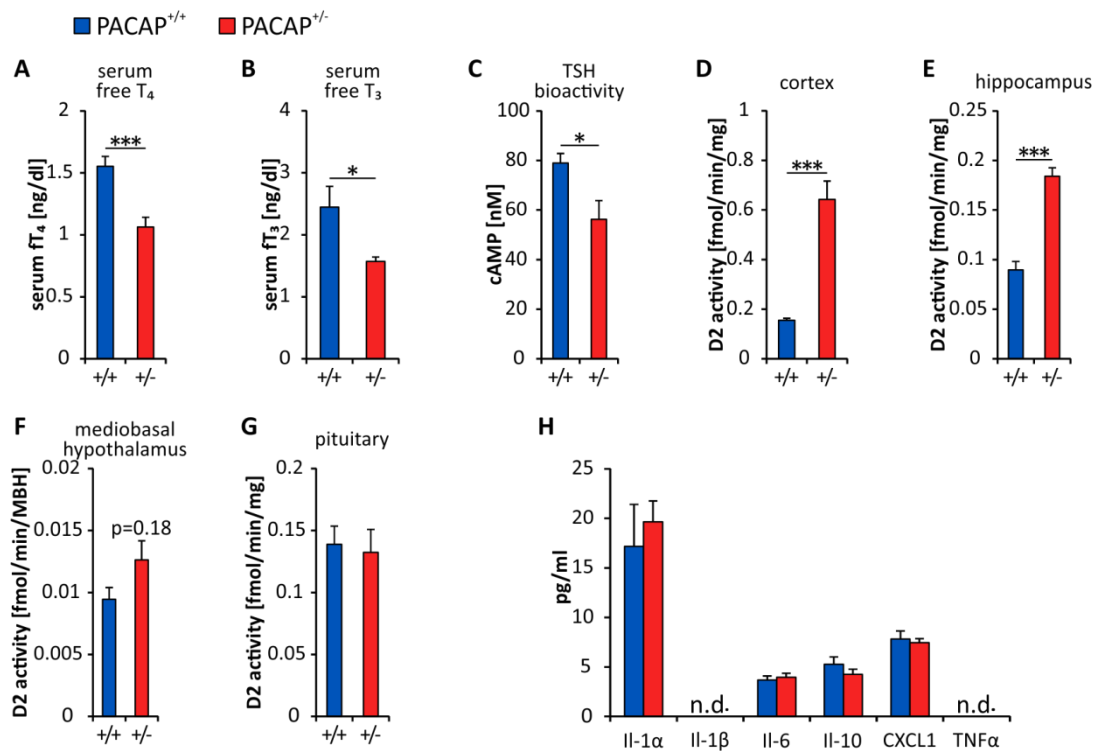 PACAP+/+ PACAP+/-
A
serum
free T4
serum fT4 [ng/dl]
2
1.5
1
1.5
0
***
+/+ +/-
B
serum
free T3
serum fT3 [ng/dl]
4
3
2
1
0
*
+/+ +/-
C
TSH
bioactivity
cAMP [nM]
100
80
60
40
20
0
*
+/+ +/-
D
cortex
D2 activity [fmol/min/mg]
1
0.8
0.6
0.4
0.2
0
***
+/+ +/-
E
hippocampus
D2 activity [fmol/min/mg]
0.25
0.2
0.15
0.1
0.05
0
***
+/+ +/-
F
mediobasal
hypothalamus
D2 activity [fmol/min/MBH]
0.02
0.015
0.01
0.005
0
p=0.18
+/+ +/-
G
pituitary
D2 activity [fmol/min/mg]
0.2
0.15
0.1
0.05
0
+/+ +/-
H
pg/ml
25
20
15
10
5
0
n.d. n.d.
Il-1α Il-1β Il-6 Il-10 CXCL1 TNFα